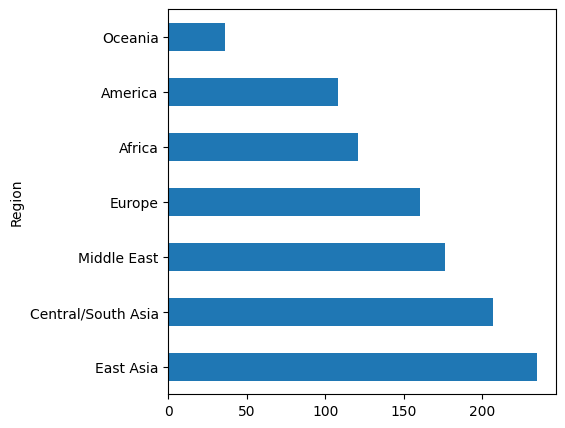 Oceania
America
Africa
Europe
Middle East
Central/South Asia
East Asia
Region
0 50 100 150 200